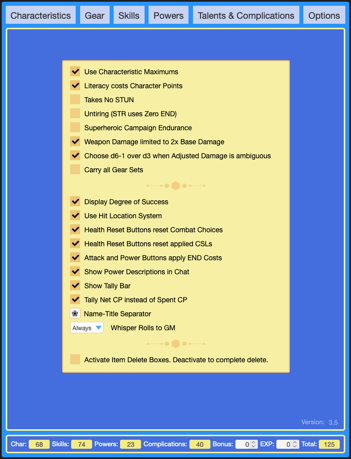 Characteristics Gear Skills Powers Talents & Complications Options
Use Characteristic Maximums
Literacy costs Character Points
Takes No STUN
Untiring (STR uses Zero END)
Superheroic Campaign Endurance
Weapon Damage limited to 2x Base Damage
Choose d6-1 over d3 when Adjusted Damage is ambiguous
Carry all Gear Sets
Display Degree of Success
Use Hit Location System
Health Reset Buttons reset Combat Choices
Health Reset Buttons reset applied CSLs
Attack and Power Buttons apply END Costs
Show Power Descriptions in Chat
Show Tally Bar
Tally Net CP instead of Spent CP
Name-Title Separator
Always Whisper Rolls to GM
Activate Item Delete Boxes. Deactivate to complete delete.
Version: 3.5
Char: 68 Skills: 74 Powers: 23 Complications: 40 Bonus: 0 EXP: 0 Total: 125